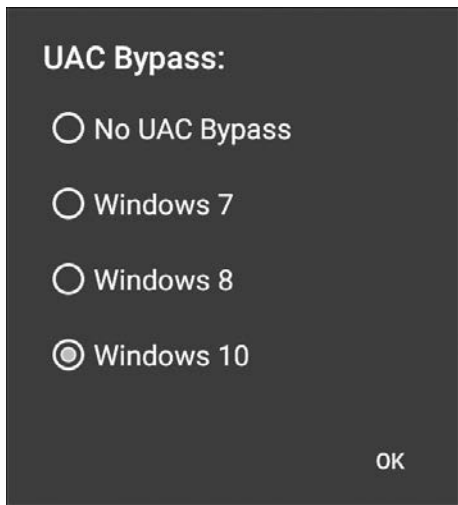 UAC Bypass:
No UAC Bypass
Windows 7
Windows 8
Windows 10
OK